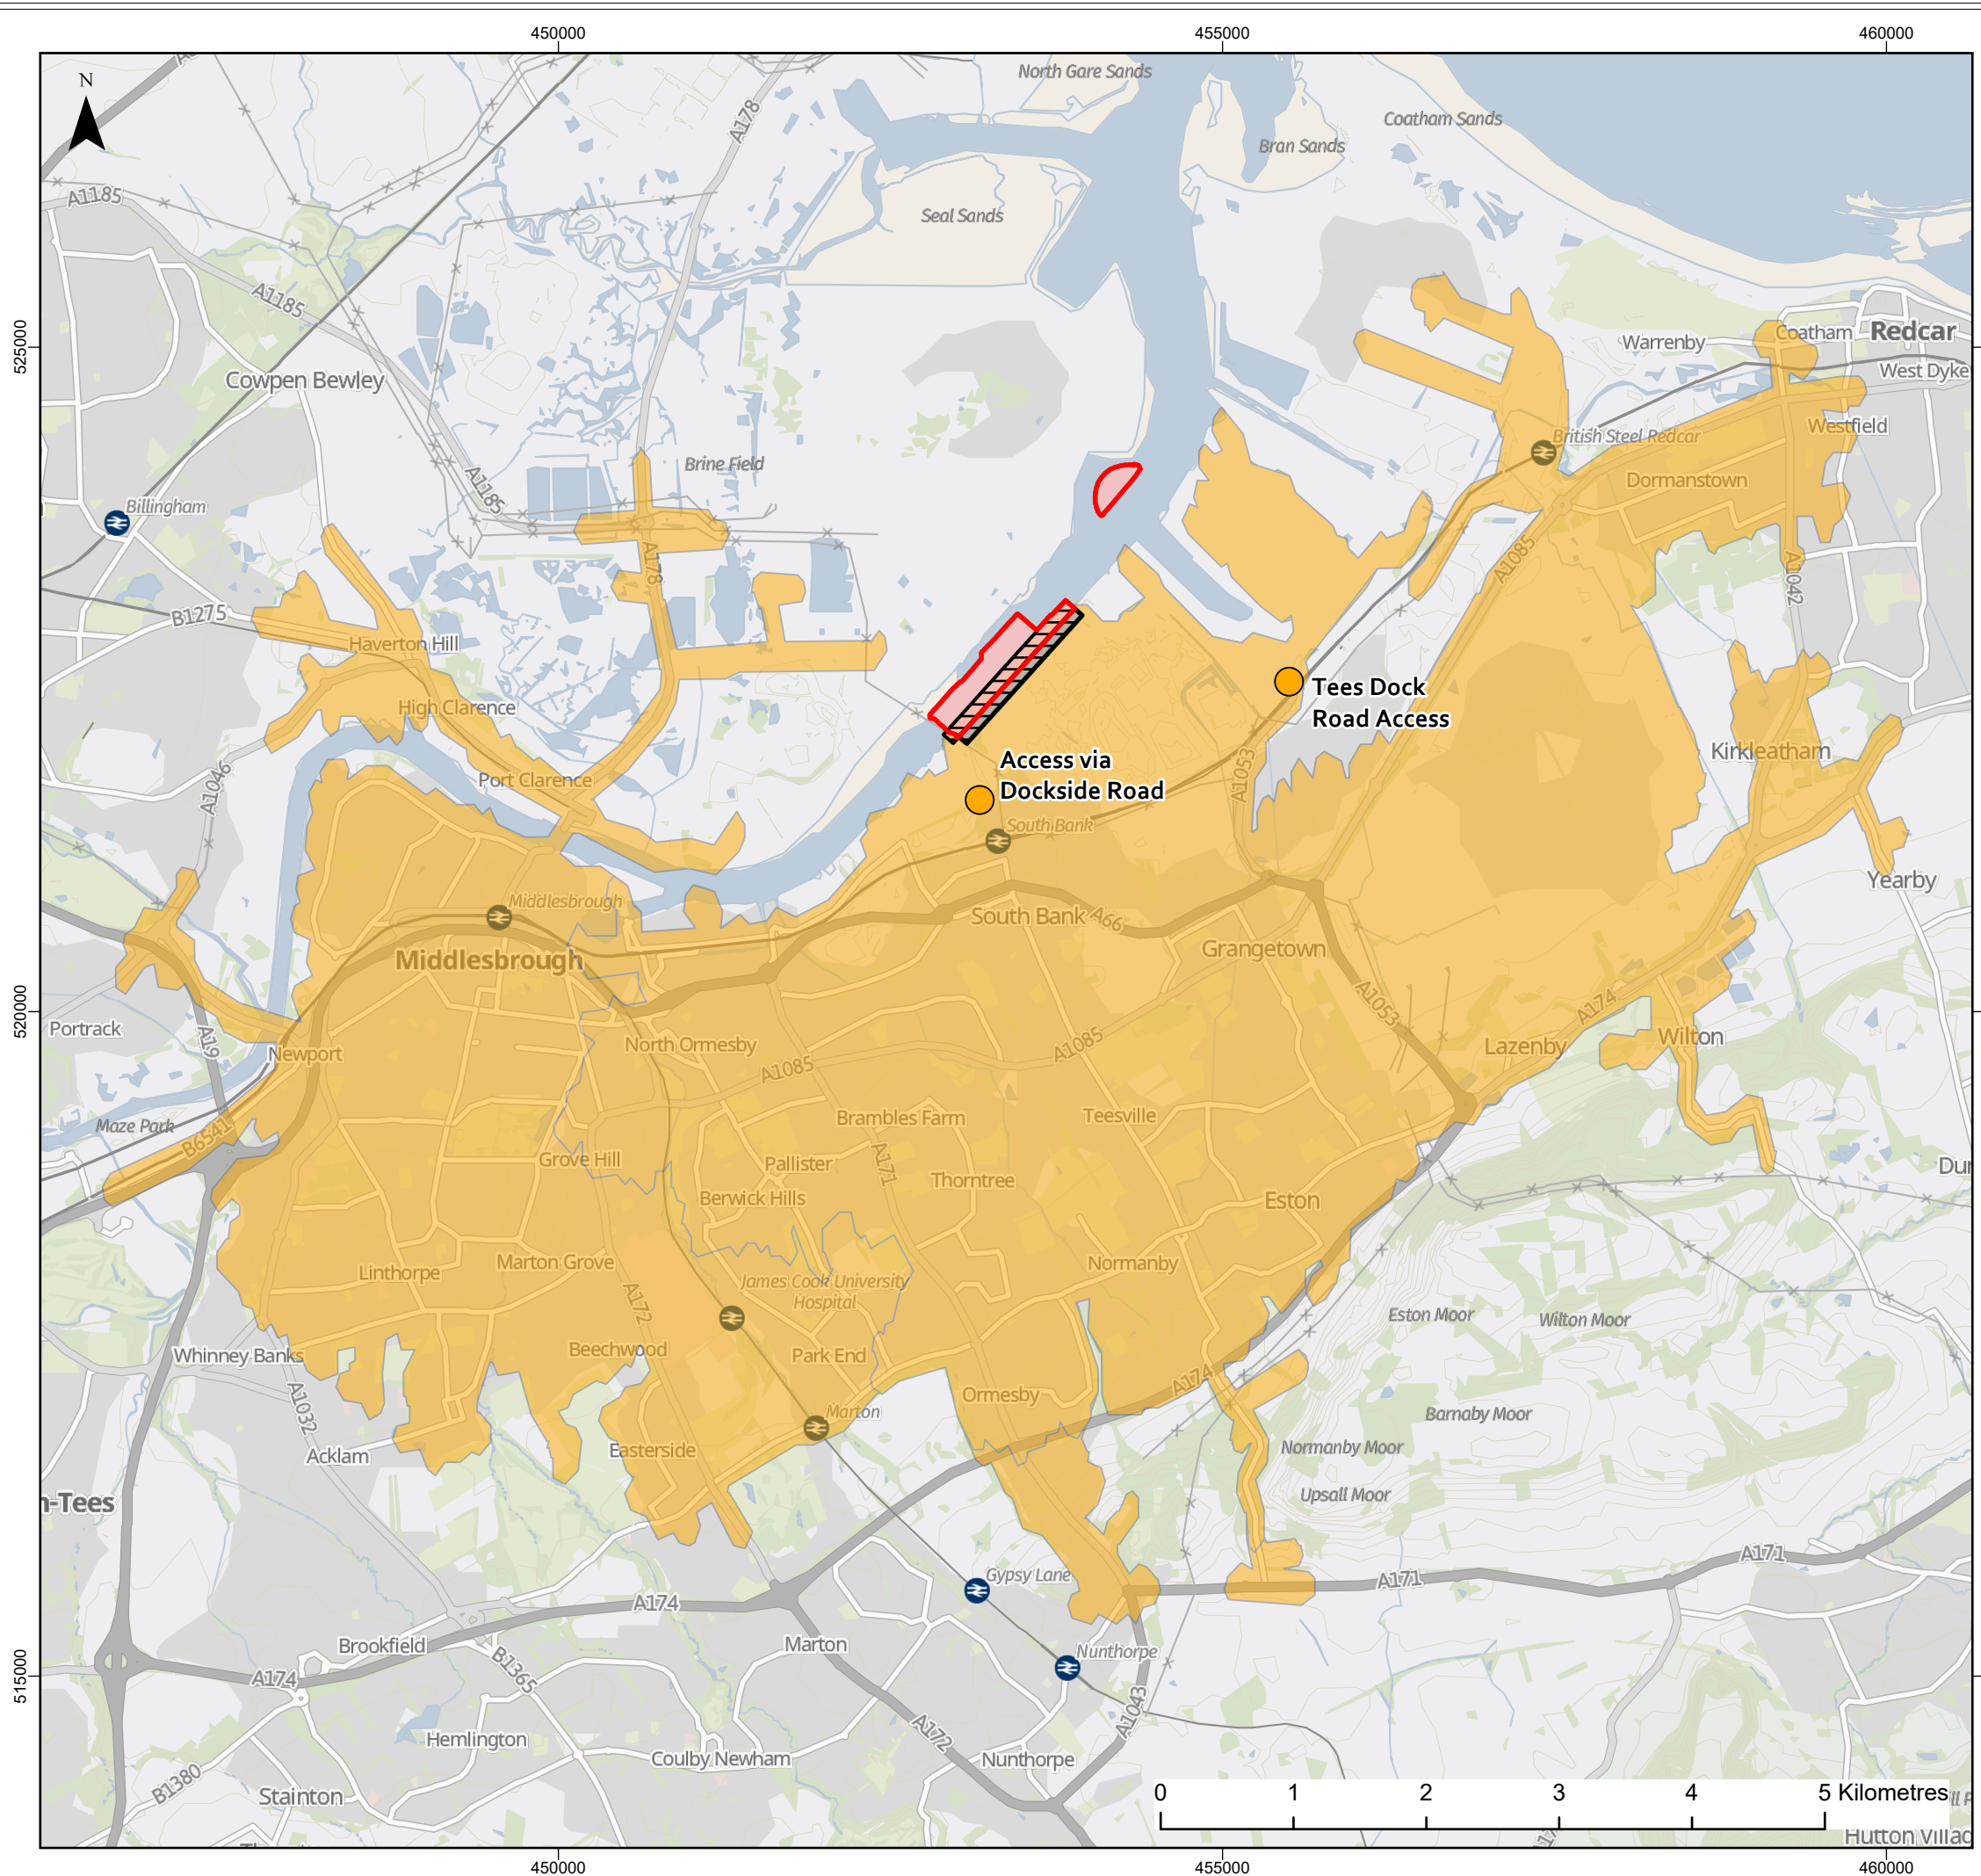 450000 455000 460000
N
North Gare Sands
Coatham Sands
A178
Bran Sands
A1185
Seal Sands
A1185
525000
Warrenby
Coatham
Redcar
West Dyke
Cowpen Bewley
Westfield
British Steel Redcar
Brine Field
Dormanstown
A1185
Billingham
A178
A1085
A1042
B1275
Haverton Hill
Tees Dock
Road Access
High Clarence
Kirkleatham
Access via
Dockside Road
A1053
Port Clarence
A1046
South Bank
Yearby
Middlesbrough
South Bank
A66
Grangetown
Middlesbrough
A1053
A174
520000
Portrack
A19
Wilton
Newport
North Ormesby
A1085
Lazenby
A1085
Maze Park
B6541
Brambles Farm
Teesville
Grove Hill
Pallister
A171
Thorntree
Berwick Hills
Eston
Linthorpe
Marton Grove
Normanby
James Cook University
Hospital
A172
Eston Moor
Wilton Moor
Whinney Banks
Beechwood
Park End
A1032
A174
Ormesby
Marton
Barnaby Moor
Acklam
Easterside
Normanby Moor
n-Tees
Upsall Moor
Gypsy Lane
A171
A171
A174
Brookfield
Marton
Nunthorpe
515000
A174
B1365
A1043
Hemlington
A172
Coulby Newham
Nunthorpe
B1380
Stainton
0 1 2 3 4 5 Kilometres
Hutton Villag
450000 455000 460000